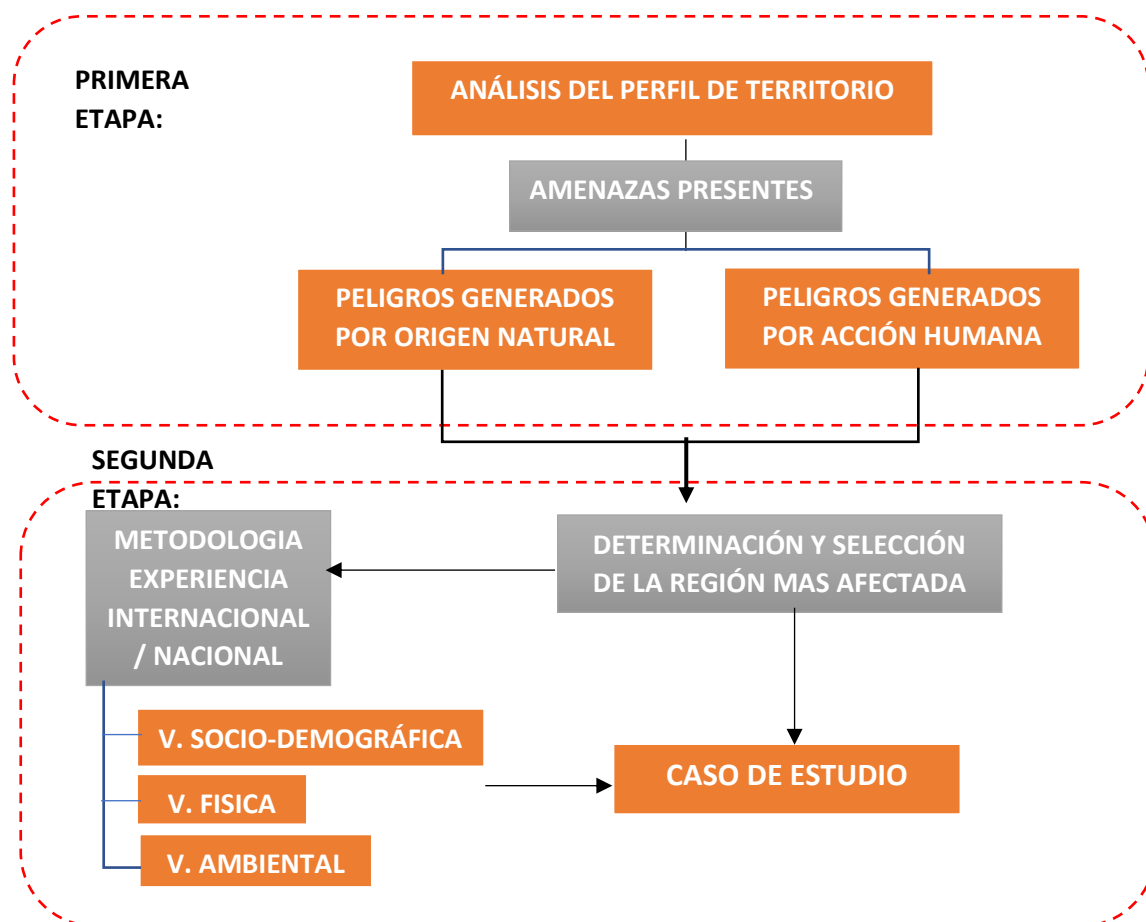 PRIMERA
ETAPA:
ANÁLISIS DEL PERFIL DE TERRITORIO
AMENAZAS PRESENTES
PELIGROS GENERADOS
POR ORIGEN NATURAL
PELIGROS GENERADOS
POR ACCIÓN HUMANA
SEGUNDA
ETAPA:
METODOLOGIA
EXPERIENCIA
INTERNACIONAL
/ NACIONAL
DETERMINACIÓN Y SELECCIÓN
DE LA REGIÓN MAS AFECTADA
V. SOCIO-DEMOGRÁFICA
V. FISICA
V. AMBIENTAL
CASO DE ESTUDIO